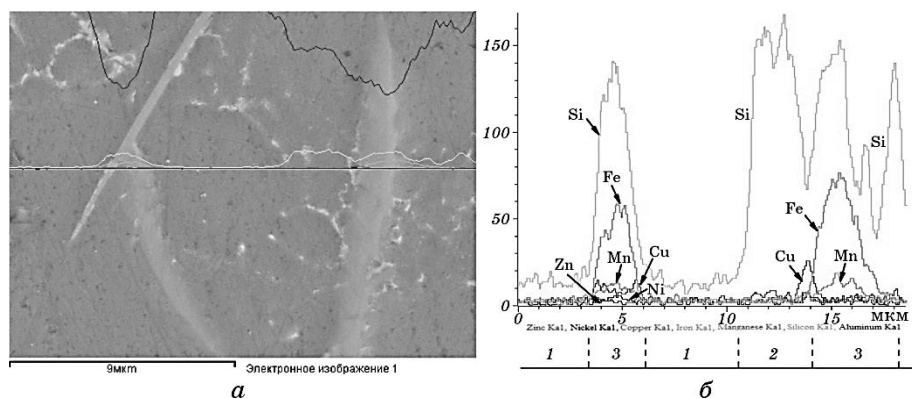 150
100
50
0
Si
Fe
Zn
Mn
Cu
Ni
Si
Cu
Fe
Mn
Si
0 5 10 15 мкм
Zinc Ka1, Nickel Ka1, Copper Ka1, Iron Ka1, Manganese Ka1, Silicon Ka1, Aluminum Ka1
1 3 1 2 3
9мкm Электронное изображение 1
а б